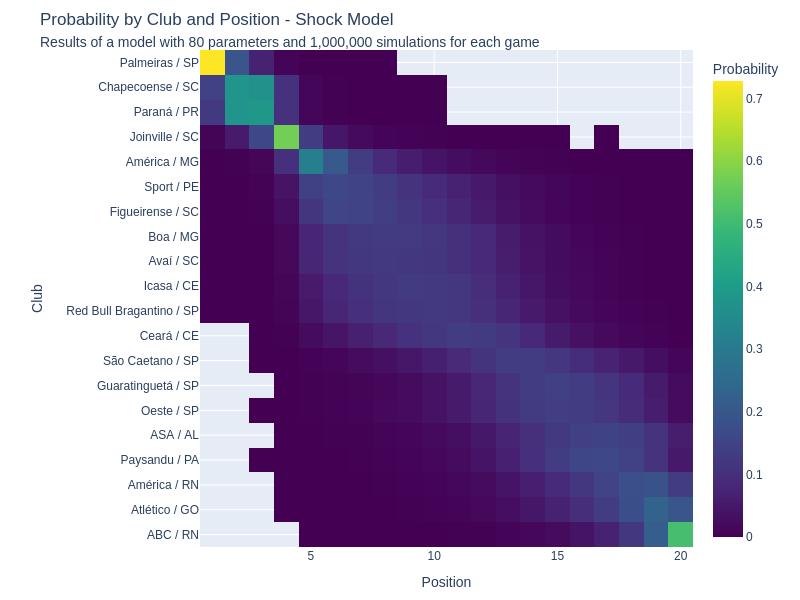 Probability by Club and Position - Shock Model
Results of a model with 80 parameters and 1,000,000 simulations for each game
Probability
Palmeiras / SP
Chapecoense / SC
Paraná / PR
Joinville / SC
América / MG
Sport / PE
Figueirense / SC
Boa / MG
Avaí / SC
Icasa / CE
Red Bull Bragantino / SP
Ceará / CE
São Caetano / SP
Guaratinguetá / SP
Oeste / SP
ASA / AL
Paysandu / PA
América / RN
Atlético / GO
ABC / RN
Club
5
10
15
20
Position
0.7
0.6
0.5
0.4
0.3
0.2
0.1
0